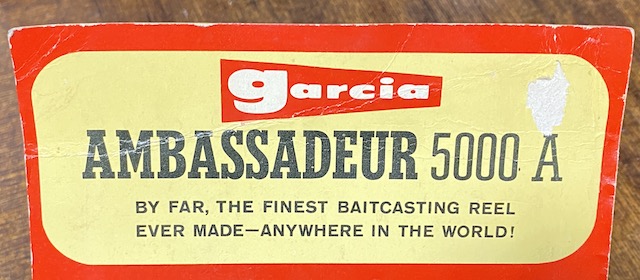 garcia
AMBASSADEUR 5000 A
BY FAR, THE FINEST BAITCASTING REEL
EVER MADE—ANYWHERE IN THE WORLD!